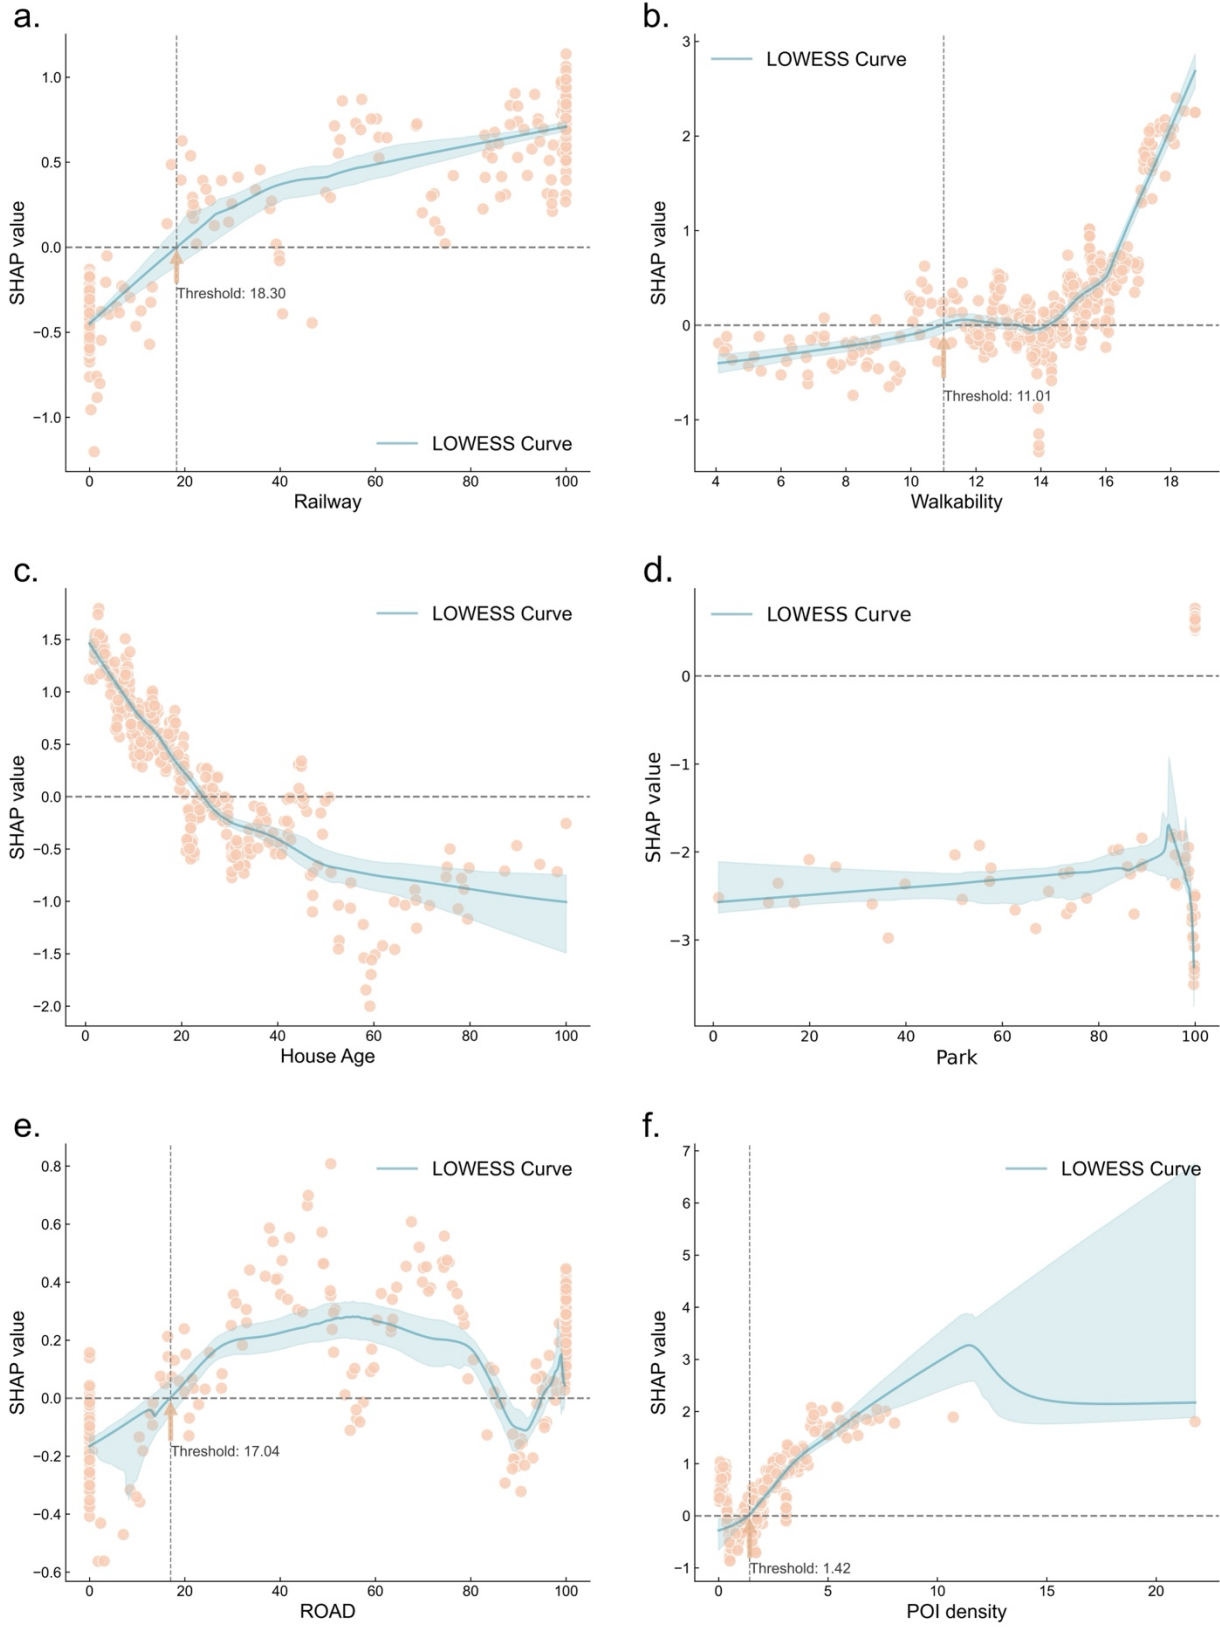 a.
LOWESS Curve
Threshold: 18.30
SHAP value
1.0
0.5
0.0
−0.5
−1.0
0 20 40 60 80 100
Railway
b.
LOWESS Curve
Threshold: 11.01
SHAP value
3
2
1
0
−1
4 6 8 10 12 14 16 18
Walkability
c.
LOWESS Curve
SHAP value
1.5
1.0
0.5
0.0
−0.5
−1.0
−1.5
−2.0
0 20 40 60 80 100
House Age
d.
LOWESS Curve
SHAP value
0
−1
−2
−3
0 20 40 60 80 100
Park
e.
LOWESS Curve
Threshold: 17.04
SHAP value
0.8
0.6
0.4
0.2
0.0
−0.2
−0.4
−0.6
0 20 40 60 80 100
ROAD
f.
LOWESS Curve
Threshold: 1.42
SHAP value
7
6
5
4
3
2
1
0
−1
0 5 10 15 20
POI density